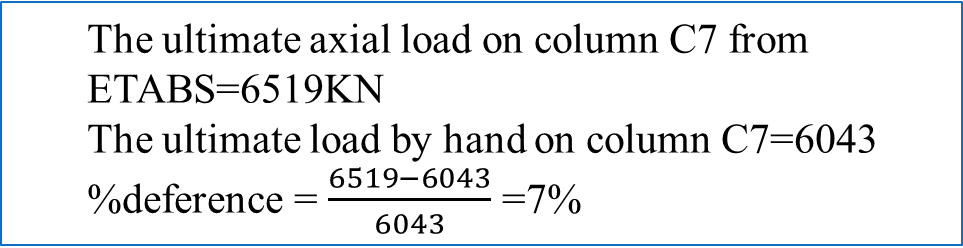 The ultimate axial load on column C7 from
ETABS=6519KN
The ultimate load by hand on column C7=6043
%deference = \frac{6519−6043}{6043} =7%